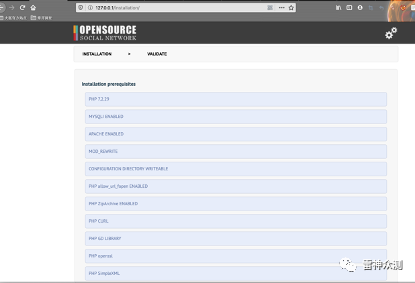 127.0.0.1/installation/
OPENSOURCE
SOCIAL NETWORK
INSTALLATION > VALIDATE
Installation prerequisites
PHP 7.2.19
MYSQLI ENABLED
APACHE ENABLED
MOD_REWRITE
CONFIGURATION DIRECTORY WRITEABLE
PHP allow_url_fopen ENABLED
PHP ZipArchive ENABLED
PHP CURL
PHP GD LIBRARY
PHP openssl
PHP SimpleXML
雷神众测